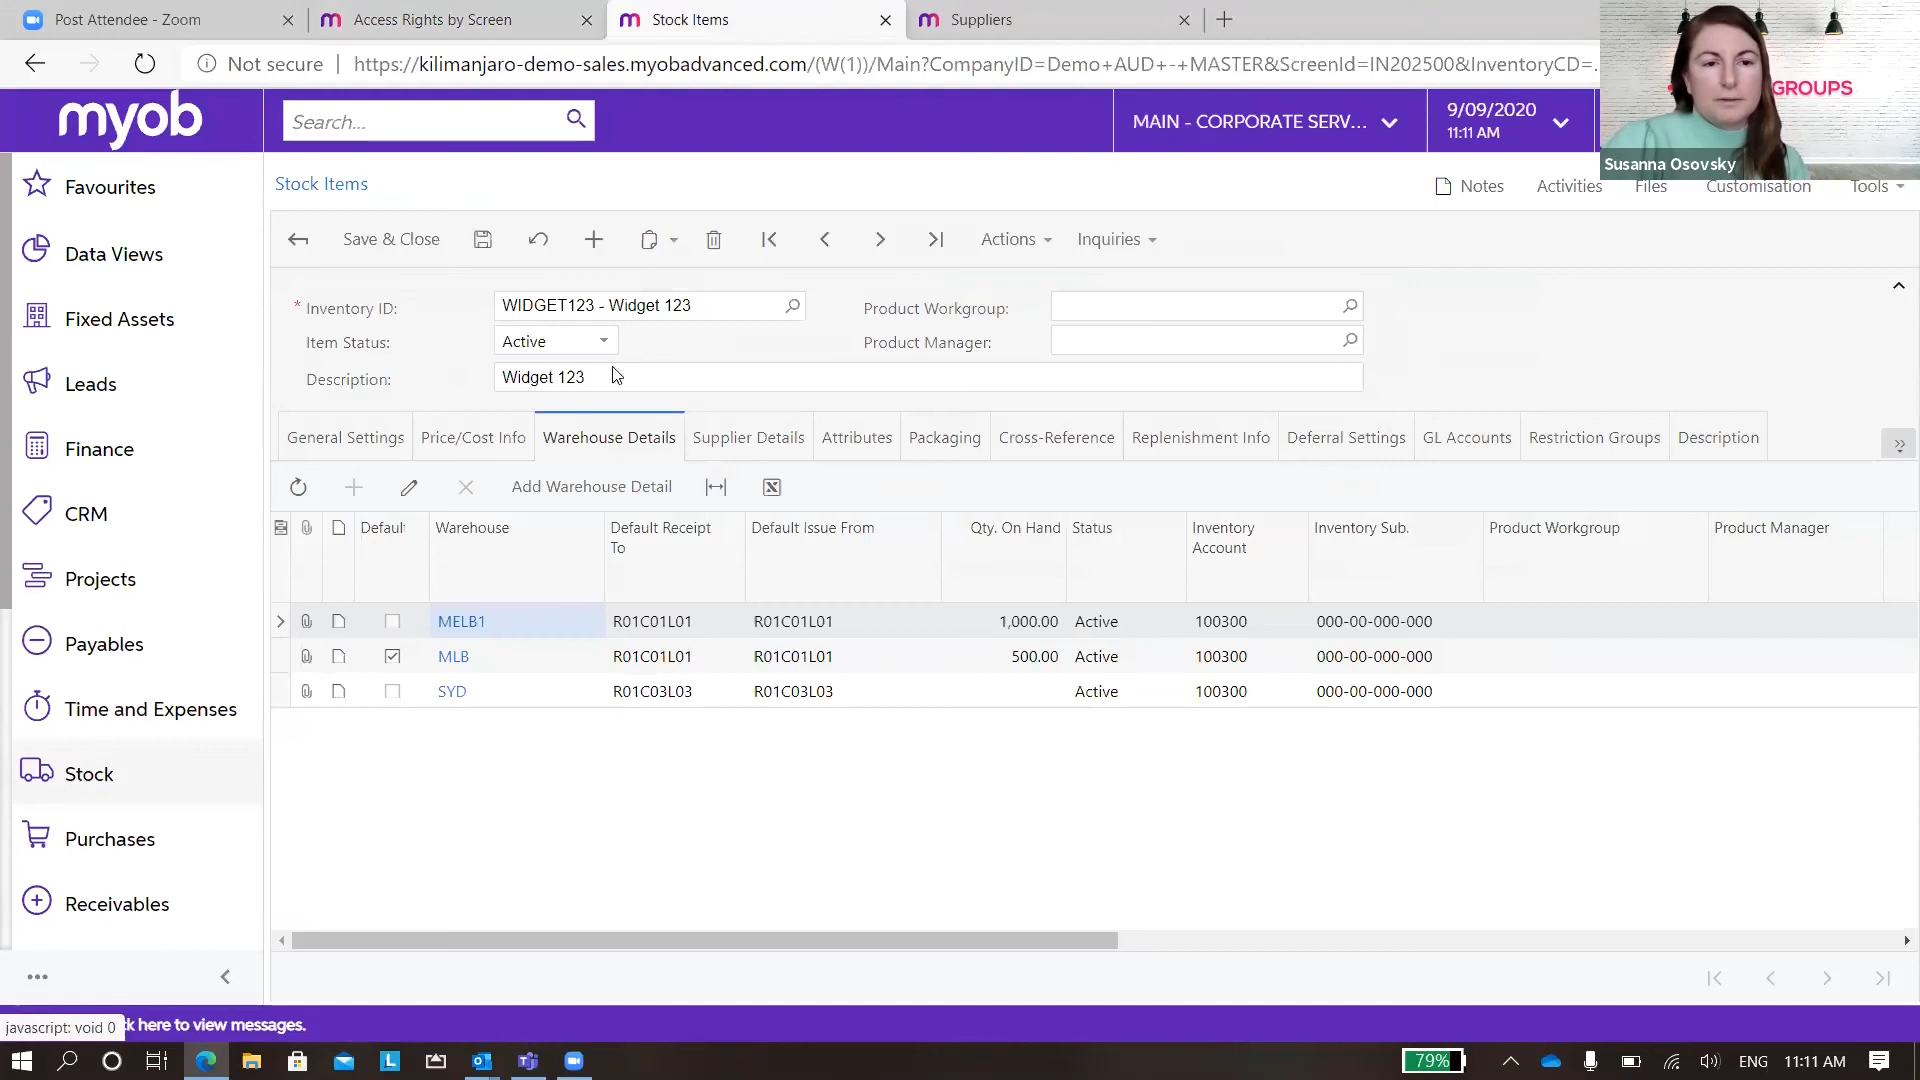 Post Attendee - Zoom
Access Rights by Screen
Stock Items
Suppliers
Not secure
https://kilimanjaro-demo-sales.myobadvanced.com/(W(1))/Main?CompanyID=Demo+AUD+-+MASTER&ScreenId=IN202500&InventoryCD=...
GROUPS
Susanna Osovsky
myob
Search...
MAIN - CORPORATE SERV...
9/09/2020
11:11 AM
Favourites
Data Views
Fixed Assets
Leads
Finance
CRM
Projects
Payables
Time and Expenses
Stock
Purchases
Receivables
Stock Items
Notes
Activities
Files
Customisation
Tools
Save & Close
Actions
Inquiries
* Inventory ID:
WIDGET123 - Widget 123
Product Workgroup:
Item Status:
Active
Product Manager:
Description:
Widget 123
General Settings
Price/Cost Info
Warehouse Details
Supplier Details
Attributes
Packaging
Cross-Reference
Replenishment Info
Deferral Settings
GL Accounts
Restriction Groups
Description
Add Warehouse Detail
Default Warehouse Default Receipt To Default Issue From Qty. On Hand Status Inventory Account Inventory Sub. Product Workgroup Product Manager
MELB1 R01C01L01 R01C01L01 1,000.00 Active 100300 000-00-000-000
MLB R01C01L01 R01C01L01 500.00 Active 100300 000-00-000-000
SYD R01C03L03 R01C03L03 Active 100300 000-00-000-000
javascript: void 0
k here to view messages.
79%
ENG
11:11 AM